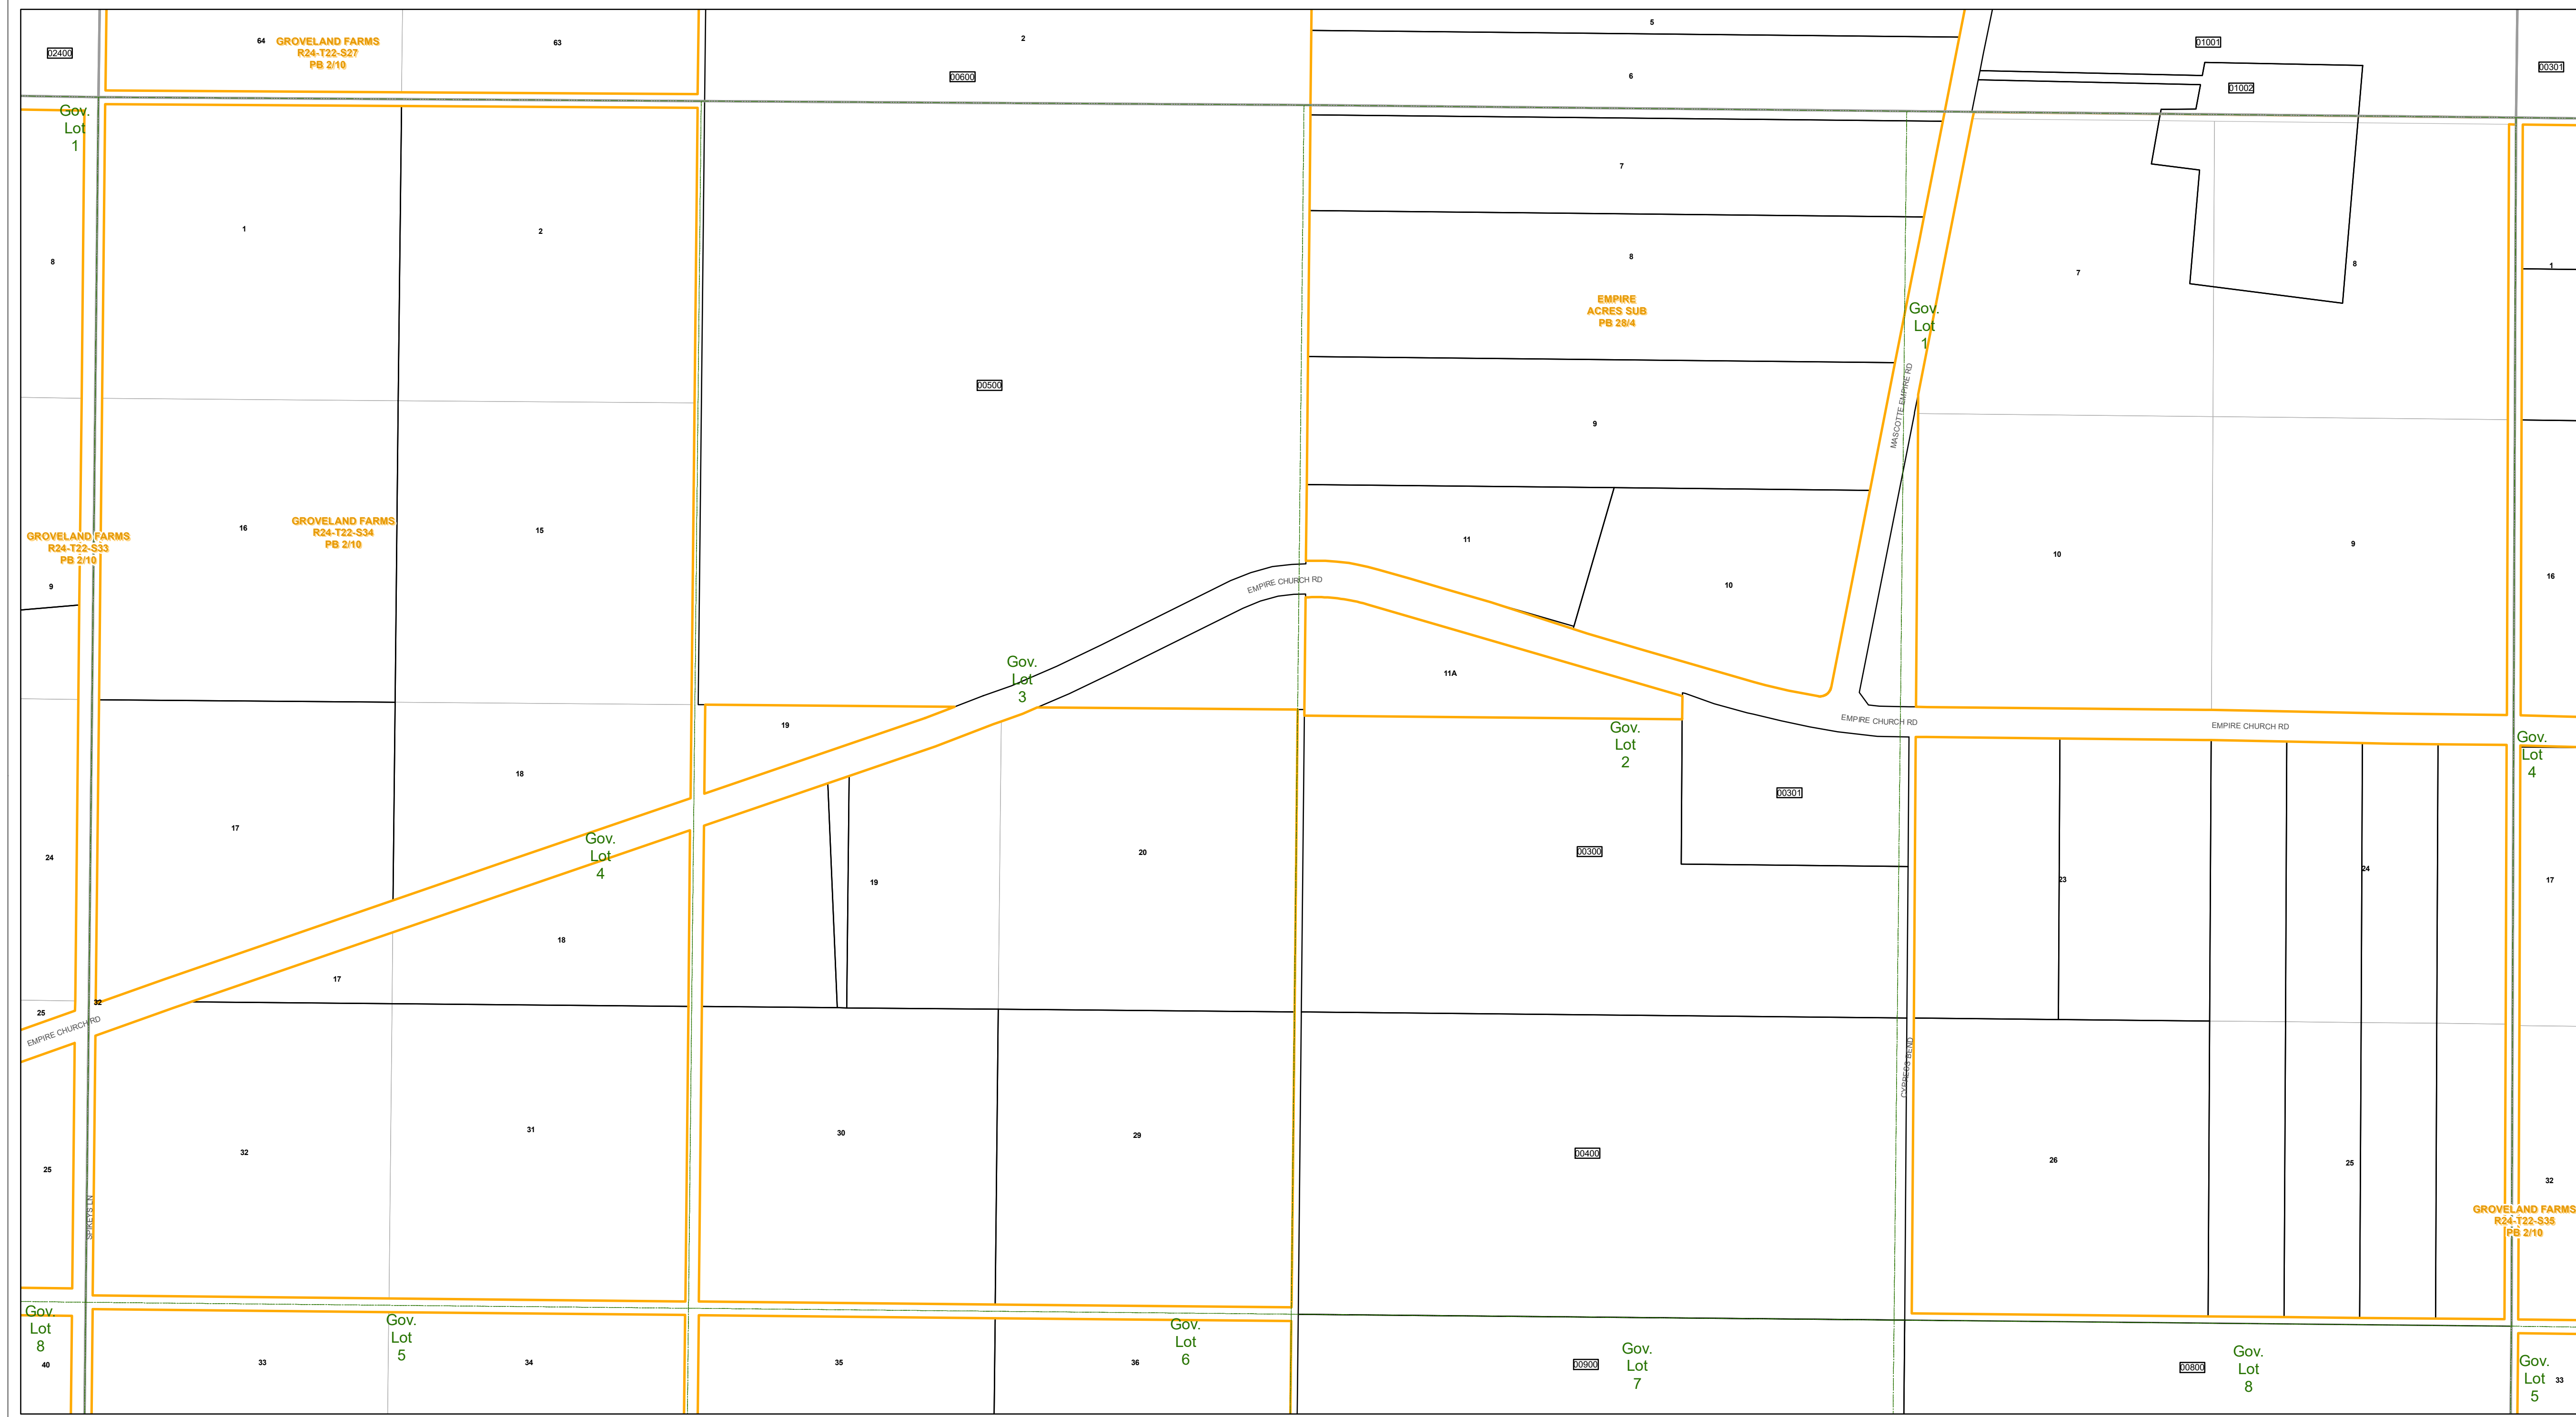 5
02400
64
GROVELAND FARMS
R24-T22-S27
PB 2/10
63
2
00600
6
01001
01002
00301
Gov.
Lot
1
1
2
8
00500
7
8
EMPIRE
ACRES SUB
PB 28/4
Gov.
Lot
1
7
8
1
MASCOTTE EMPIRE RD
9
GROVELAND FARMS
R24-T22-S33
PB 2/10
16
GROVELAND FARMS
R24-T22-S34
PB 2/10
15
11
10
10
9
16
9
EMPIRE CHURCH RD
Gov.
Lot
3
11A
19
18
EMPIRE CHURCH RD
EMPIRE CHURCH RD
Gov.
Lot
2
Gov.
Lot
4
00301
17
24
Gov.
Lot
4
19
20
00300
23
24
17
18
17
32
25
EMPIRE CHURCH RD
CYPRESS BEND
32
31
30
29
00400
26
25
32
25
SPIKEYS LN
GROVELAND FARMS
R24-T22-S35
PB 2/10
Gov.
Lot
8
40
33
Gov.
Lot
5
34
35
36
Gov.
Lot
6
00900
Gov.
Lot
7
00800
Gov.
Lot
8
Gov.
Lot
5
33